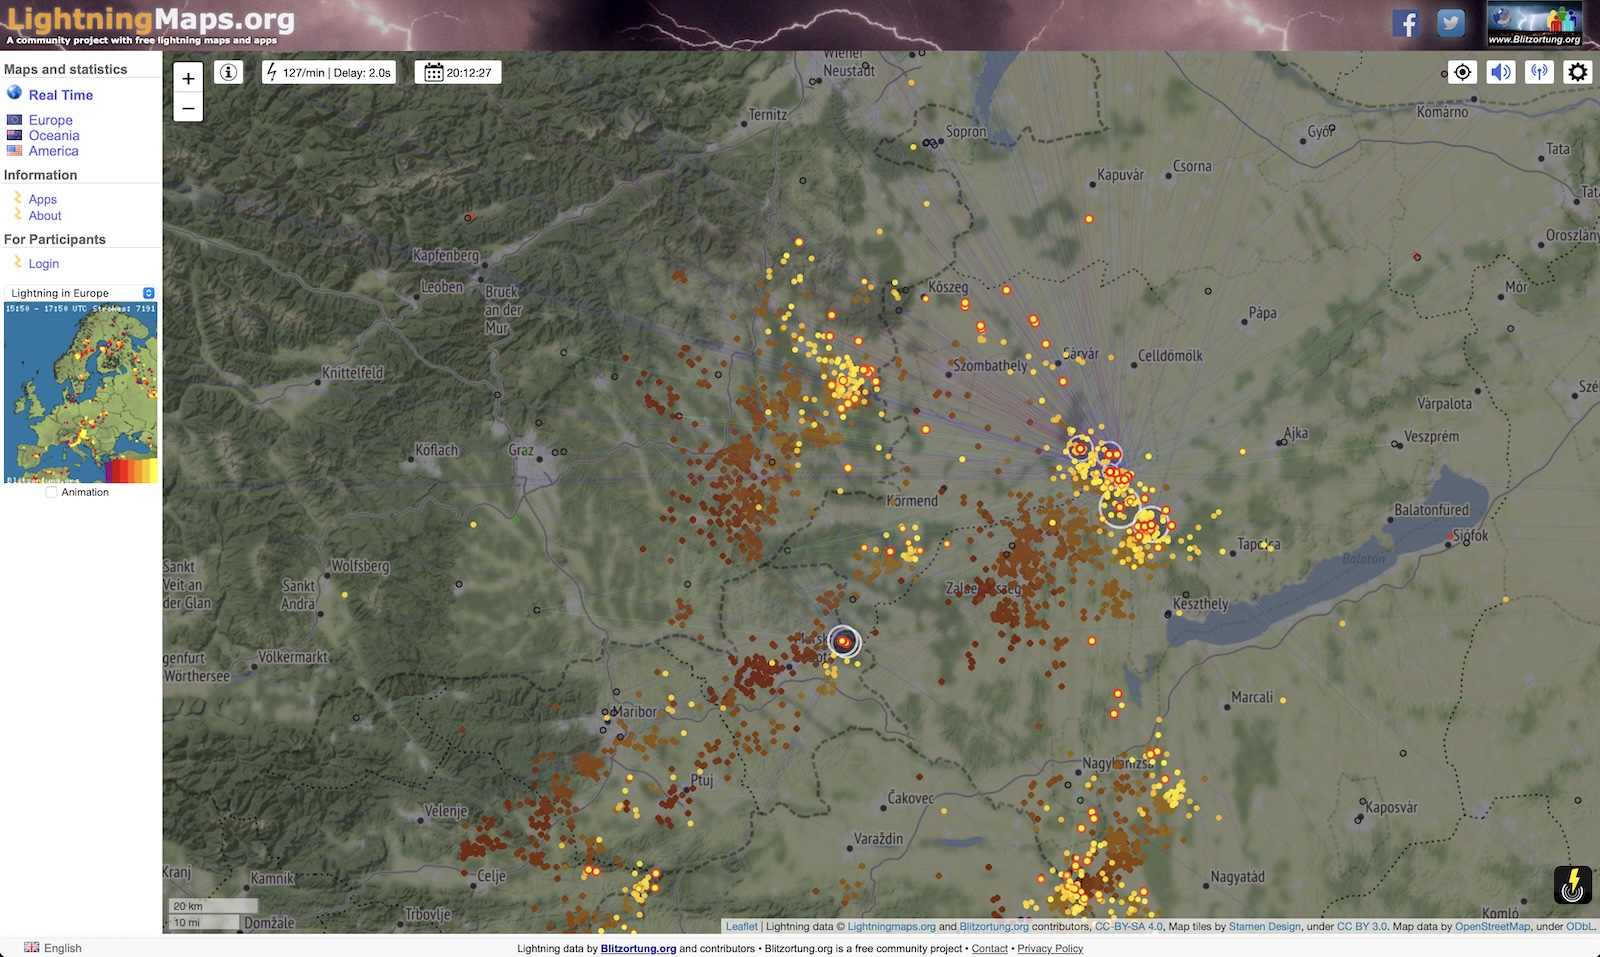 LightningMaps.org
A community project with free lightning maps and apps
www.Blitzortung.org
Maps and statistics
Real Time
Europe
Oceania
America
Information
Apps
About
For Participants
Login
Lightning in Europe
15:50 - 17:50 UTC Strokes: 7191
Blitzortung.org
Animation
+
−
127/min | Delay: 2.0s
20:12:27
Wiener
Neustadt
Ternitz
Sopron
Győr
Komárno
Tata
Kapuvár
Csorna
Oroszlány
Kapfenberg
Leoben
Bruck
an der
Mur
Kőszeg
Mór
Pápa
Szombathely
Sárvár
Celldömölk
Knittelfeld
Várpalota
Ajka
Veszprém
Köflach
Graz
Körmend
Balatonfüred
Siófok
Tapolca
Balaton
Wolfsberg
Sankt
Veit an
der Glan
Sankt
Andrä
Keszthely
Völkermarkt
Wörthersee
Marcali
Maribor
Ptuj
Velenje
Čakovec
Varaždin
Kaposvár
Nagyatád
Kranj
Kamnik
Celje
Trbovlje
Domžale
Komló
20 km
10 mi
Leaflet | Lightning data © Lightningmaps.org and Blitzortung.org contributors, CC-BY-SA 4.0, Map tiles by Stamen Design, under CC BY 3.0. Map data by OpenStreetMap, under ODbL.
English
Lightning data by Blitzortung.org and contributors • Blitzortung.org is a free community project • Contact • Privacy Policy